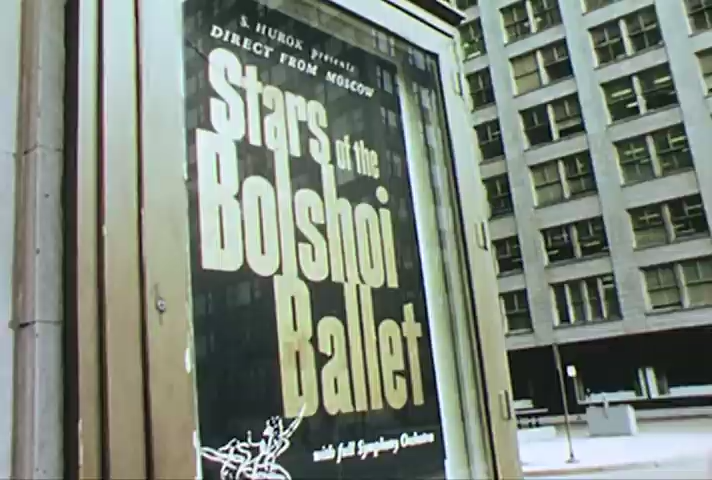 S. HUROK presents
DIRECT FROM MOSCOW
Stars
of the
Bolshoi
Ballet
with full Symphony Orchestra